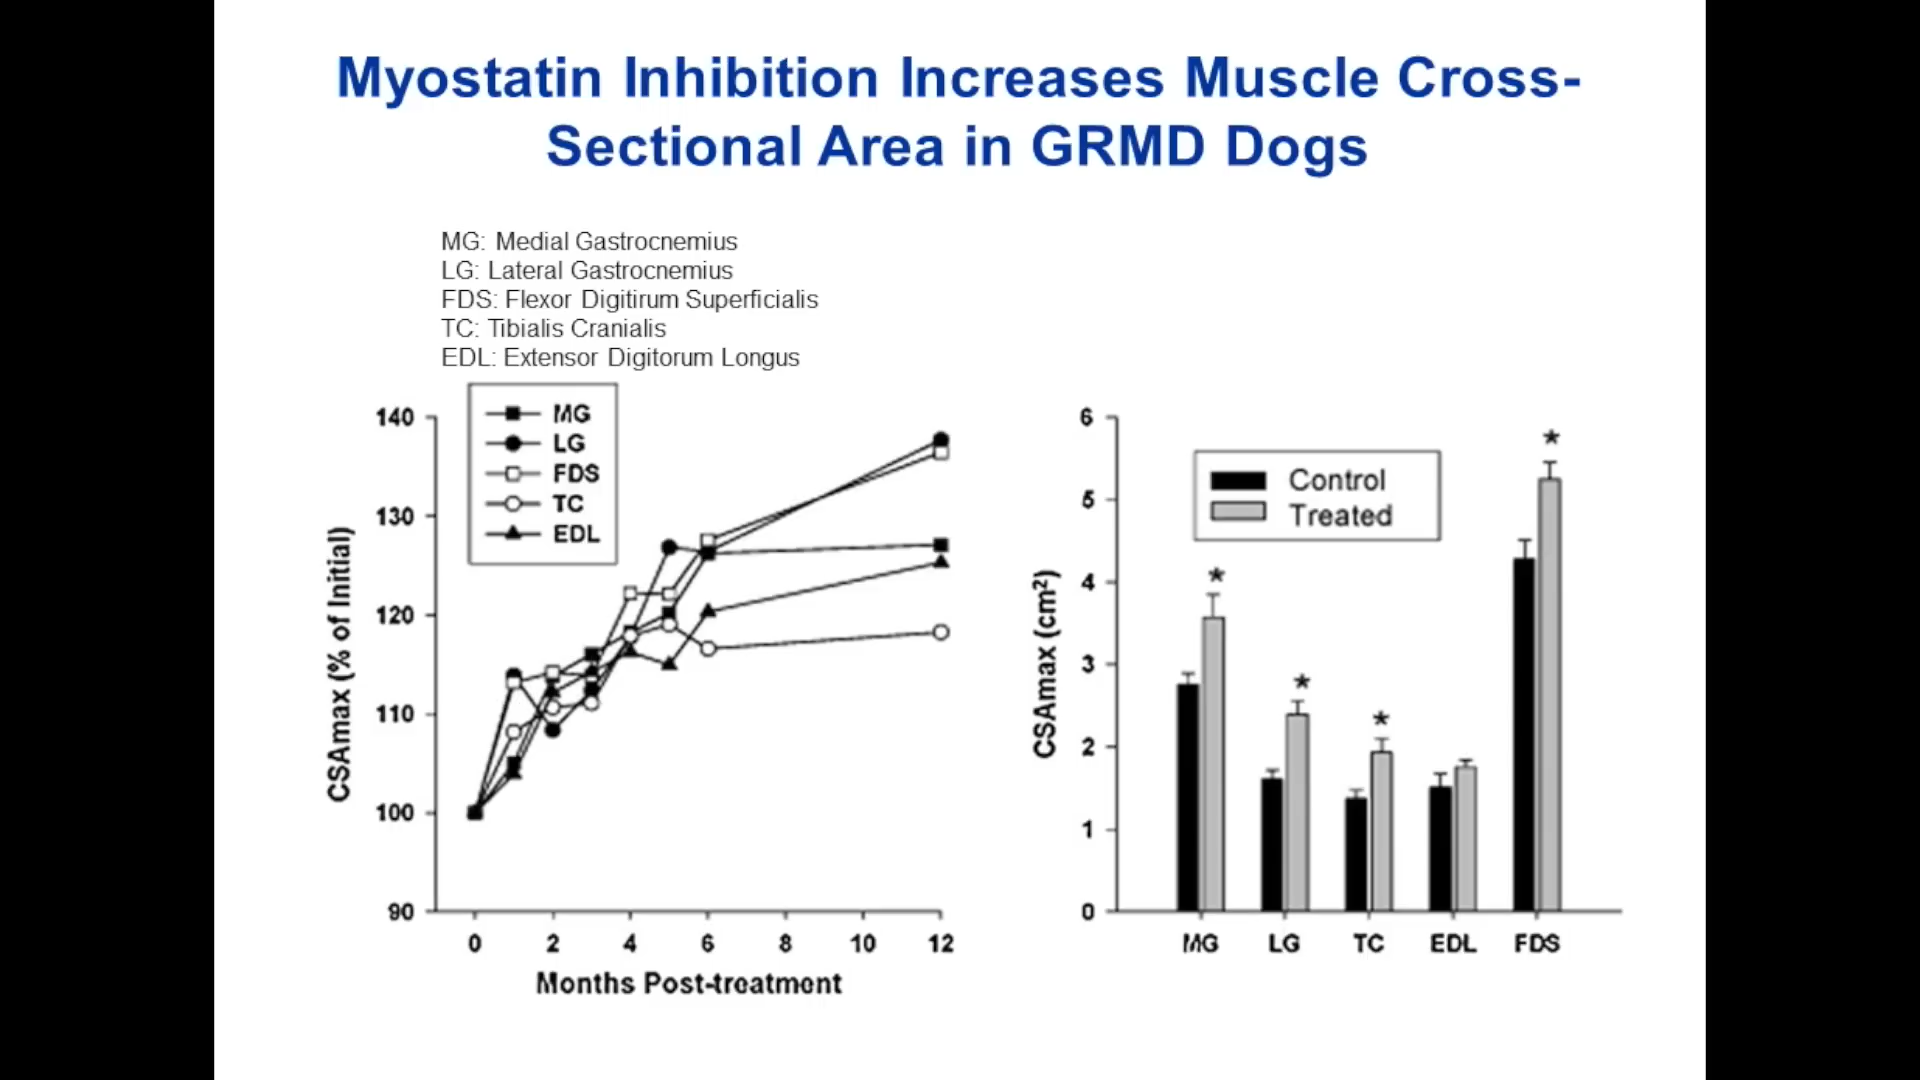 Myostatin Inhibition Increases Muscle Cross-
Sectional Area in GRMD Dogs
MG: Medial Gastrocnemius
LG: Lateral Gastrocnemius
FDS: Flexor Digitirum Superficialis
TC: Tibialis Cranialis
EDL: Extensor Digitorum Longus
MG
LG
FDS
TC
EDL
140
130
120
110
100
90
CSAmax (% of Initial)
0 2 4 6 8 10 12
Months Post-treatment
6
5
4
3
2
1
0
CSAmax (cm²)
Control
Treated
* * * *
MG LG TC EDL FDS